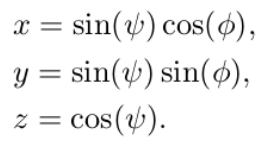 x = sin(ψ) cos(ϕ),
y = sin(ψ) sin(ϕ),
z = cos(ψ).